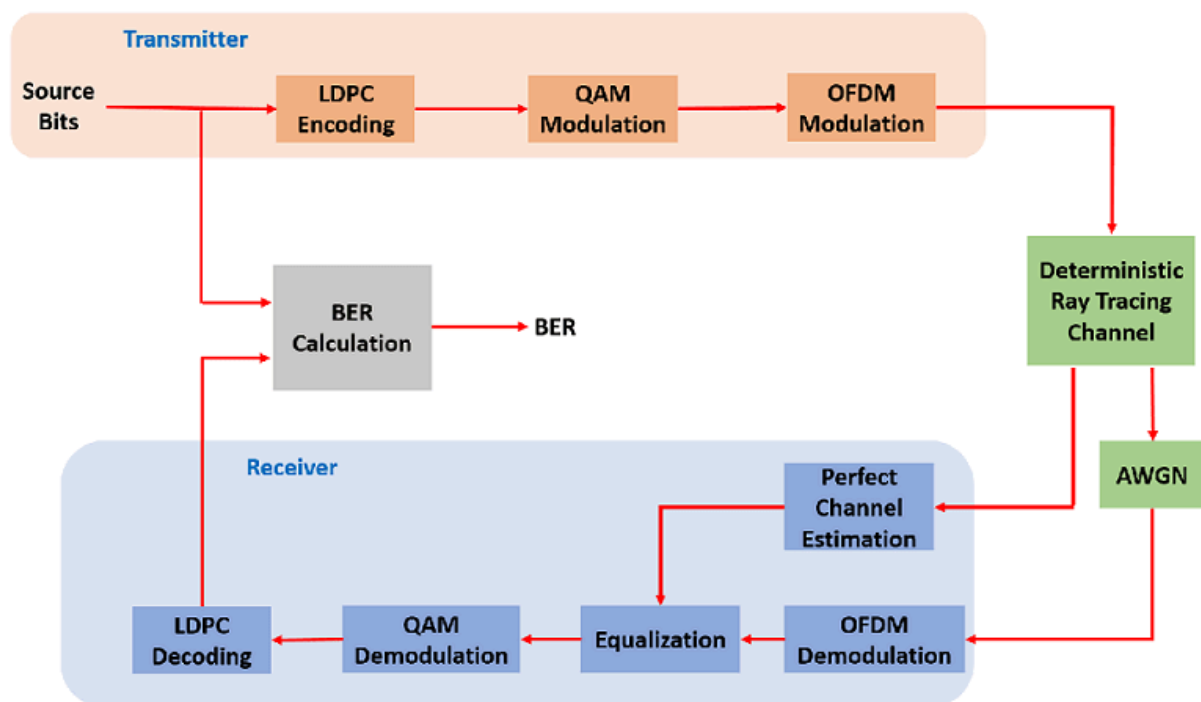 Transmitter
Source
Bits
LDPC
Encoding
QAM
Modulation
OFDM
Modulation
Deterministic
Ray Tracing
Channel
BER
Calculation
BER
AWGN
Receiver
Perfect
Channel
Estimation
LDPC
Decoding
QAM
Demodulation
Equalization
OFDM
Demodulation